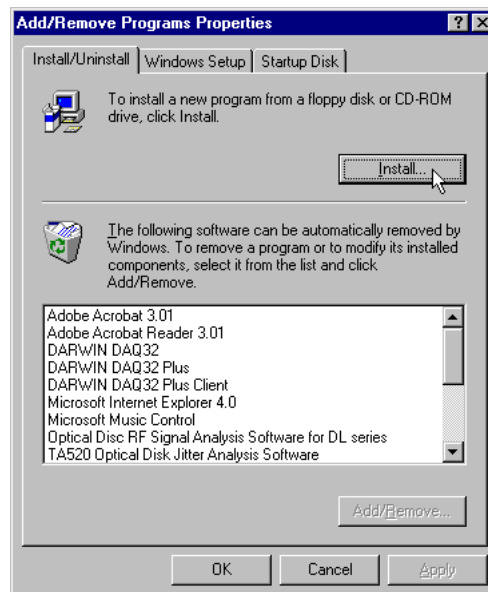 Add/Remove Programs Properties
Install/Uninstall
Windows Setup
Startup Disk
To install a new program from a floppy disk or CD-ROM
drive, click Install.
Install...
The following software can be automatically removed by
Windows. To remove a program or to modify its installed
components, select it from the list and click
Add/Remove.
Adobe Acrobat 3.01
Adobe Acrobat Reader 3.01
DARWIN DAQ32
DARWIN DAQ32 Plus
DARWIN DAQ32 Plus Client
Microsoft Internet Explorer 4.0
Microsoft Music Control
Optical Disc RF Signal Analysis Software for DL series
TA520 Optical Disk Jitter Analysis Software
Add/Remove...
OK
Cancel
Apply